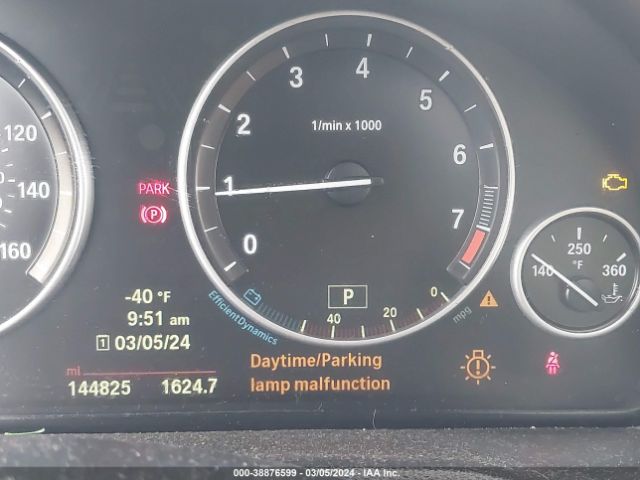 120
140
160
PARK
P
0
1
2
3
4
5
6
7
1/min x 1000
EfficientDynamics
P
40
20
0
mpg
250
°F
140
360
-40 °F
9:51 am
1 03/05/24
mi
144825 1624.7
Daytime/Parking
lamp malfunction
000-38876599 — 03/05/2024 — IAA Inc.